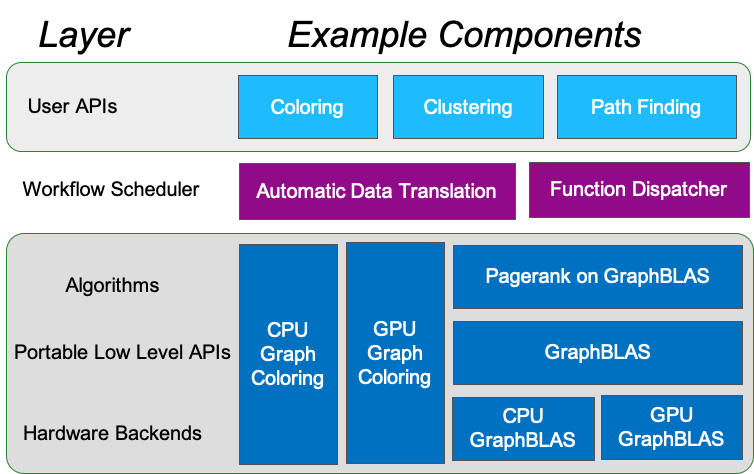 Layer Example Components
User APIs Coloring Clustering Path Finding
Workflow Scheduler Automatic Data Translation Function Dispatcher
Algorithms
Portable Low Level APIs
Hardware Backends
CPU
Graph
Coloring
GPU
Graph
Coloring
Pagerank on GraphBLAS
GraphBLAS
CPU
GraphBLAS
GPU
GraphBLAS